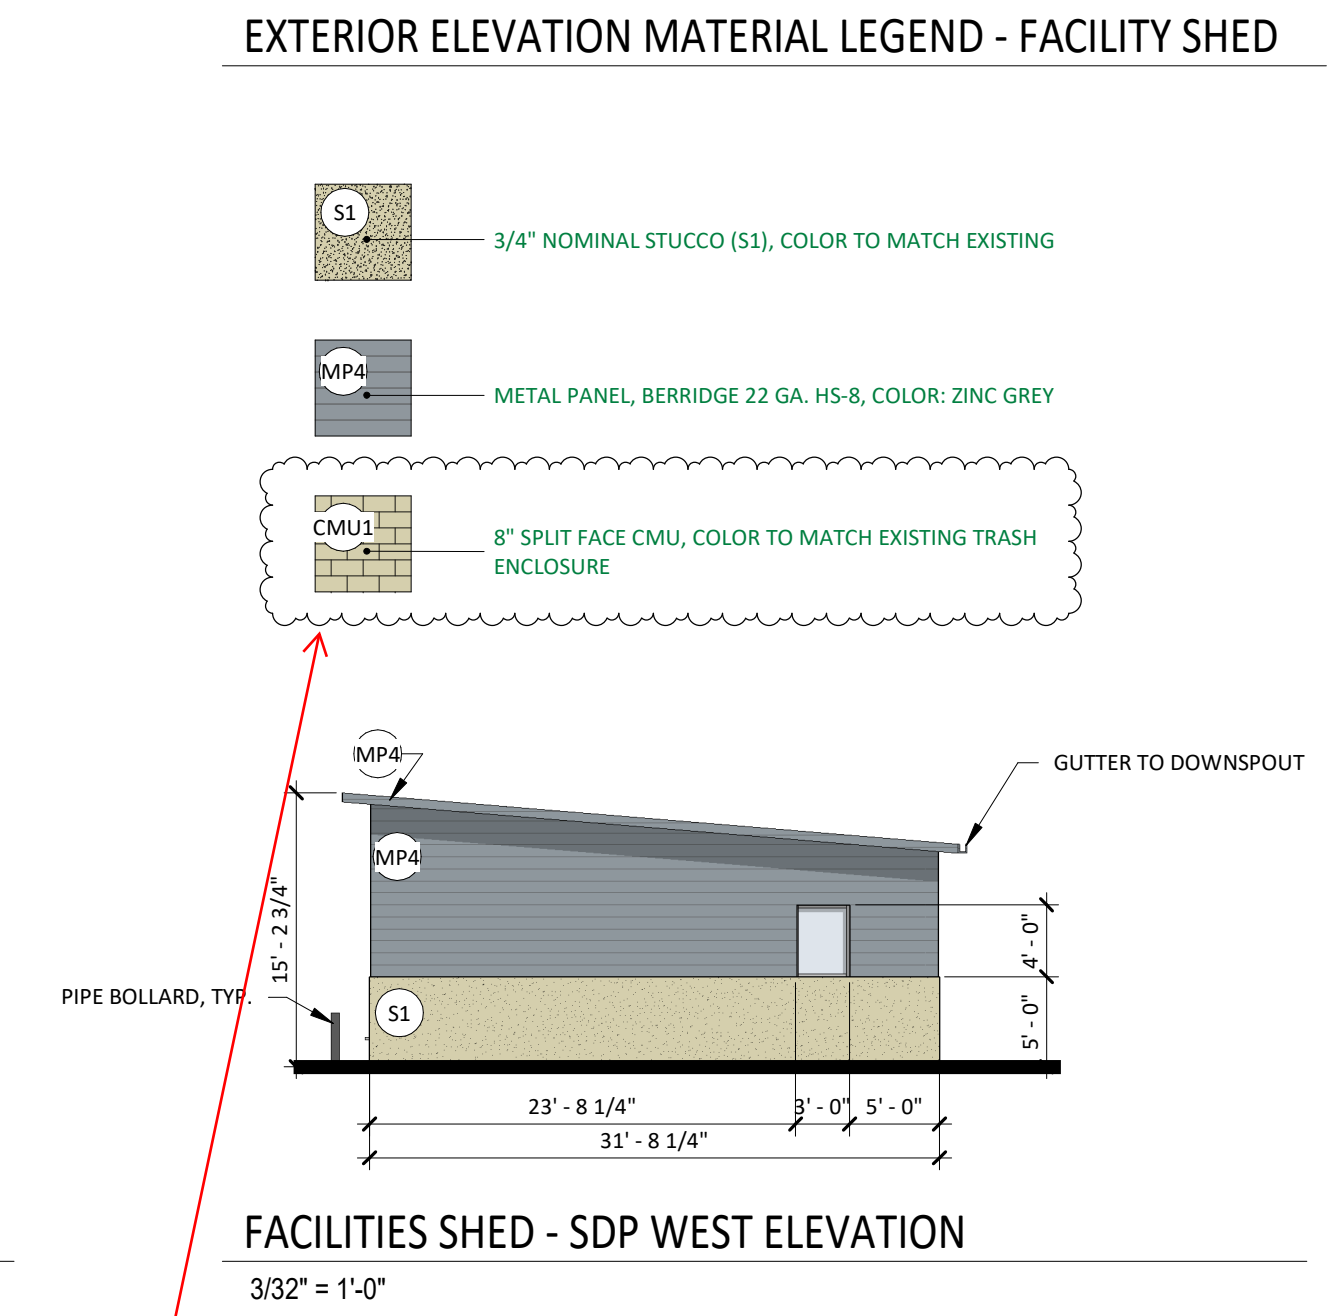 EXTERIOR ELEVATION MATERIAL LEGEND - FACILITY SHED
S1
3/4" NOMINAL STUCCO (S1), COLOR TO MATCH EXISTING
MP4
METAL PANEL, BERRIDGE 22 GA. HS-8, COLOR: ZINC GREY
CMU1
8" SPLIT FACE CMU, COLOR TO MATCH EXISTING TRASH
ENCLOSURE
MP4
GUTTER TO DOWNSPOUT
MP4
15' - 2 3/4"
4' - 0"
PIPE BOLLARD, TYP.
S1
5' - 0"
23' - 8 1/4"
3' - 0"
5' - 0"
31' - 8 1/4"
FACILITIES SHED - SDP WEST ELEVATION
3/32" = 1'-0"